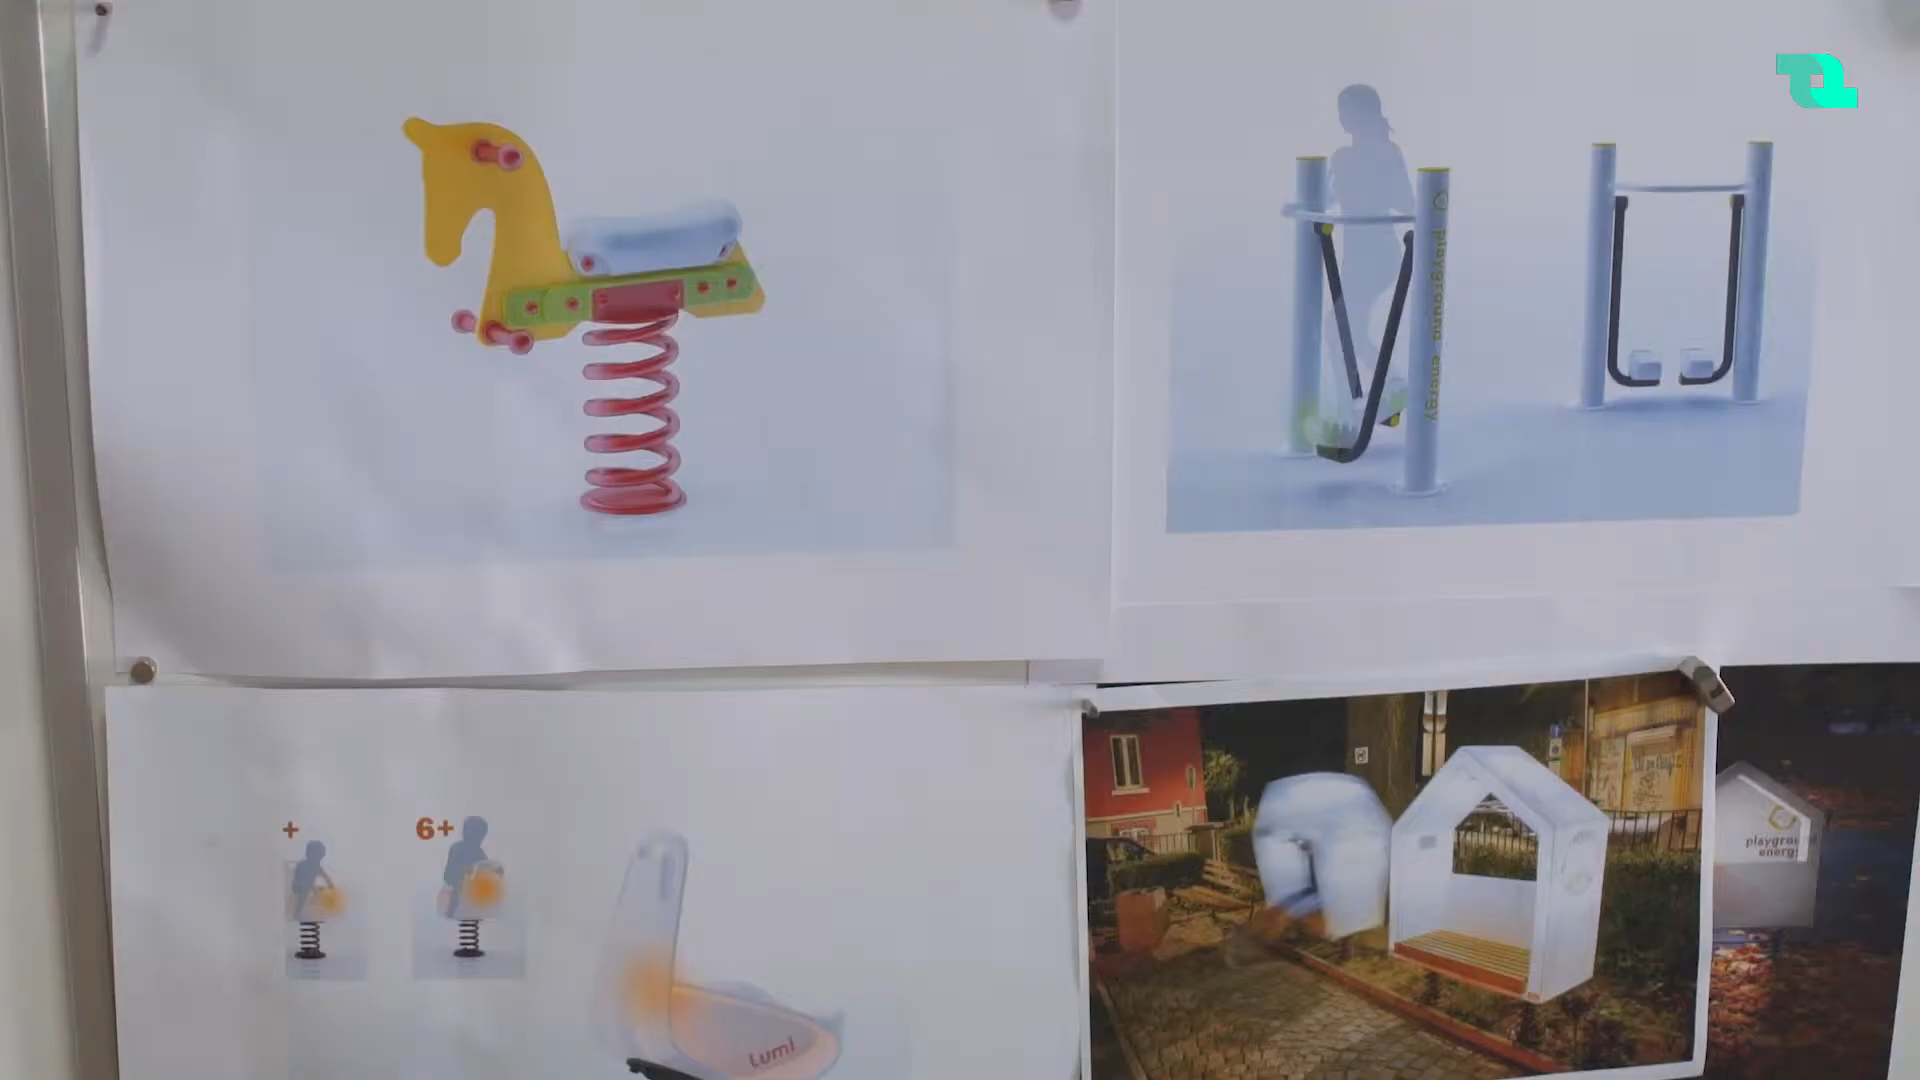 playground energy
+
6+
Lumi
playground
energy